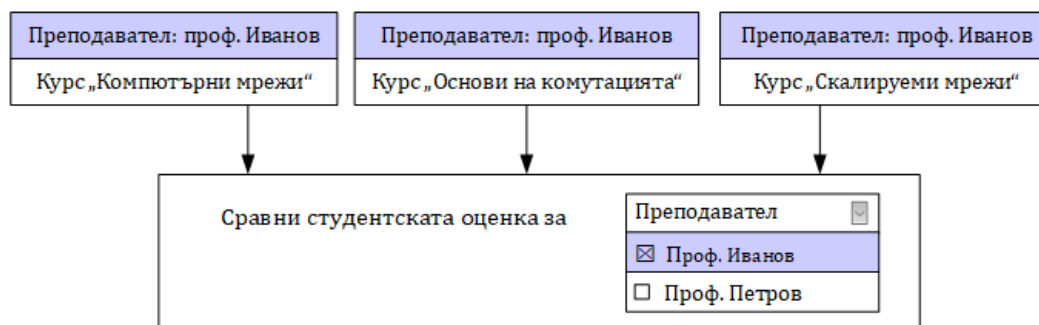 Преподавател: проф. Иванов
Курс „Компютърни мрежи“
Преподавател: проф. Иванов
Курс „Основи на комутацията“
Преподавател: проф. Иванов
Курс „Скалируеми мрежи“
Сравни студентската оценка за
Преподавател
Проф. Иванов
Проф. Петров